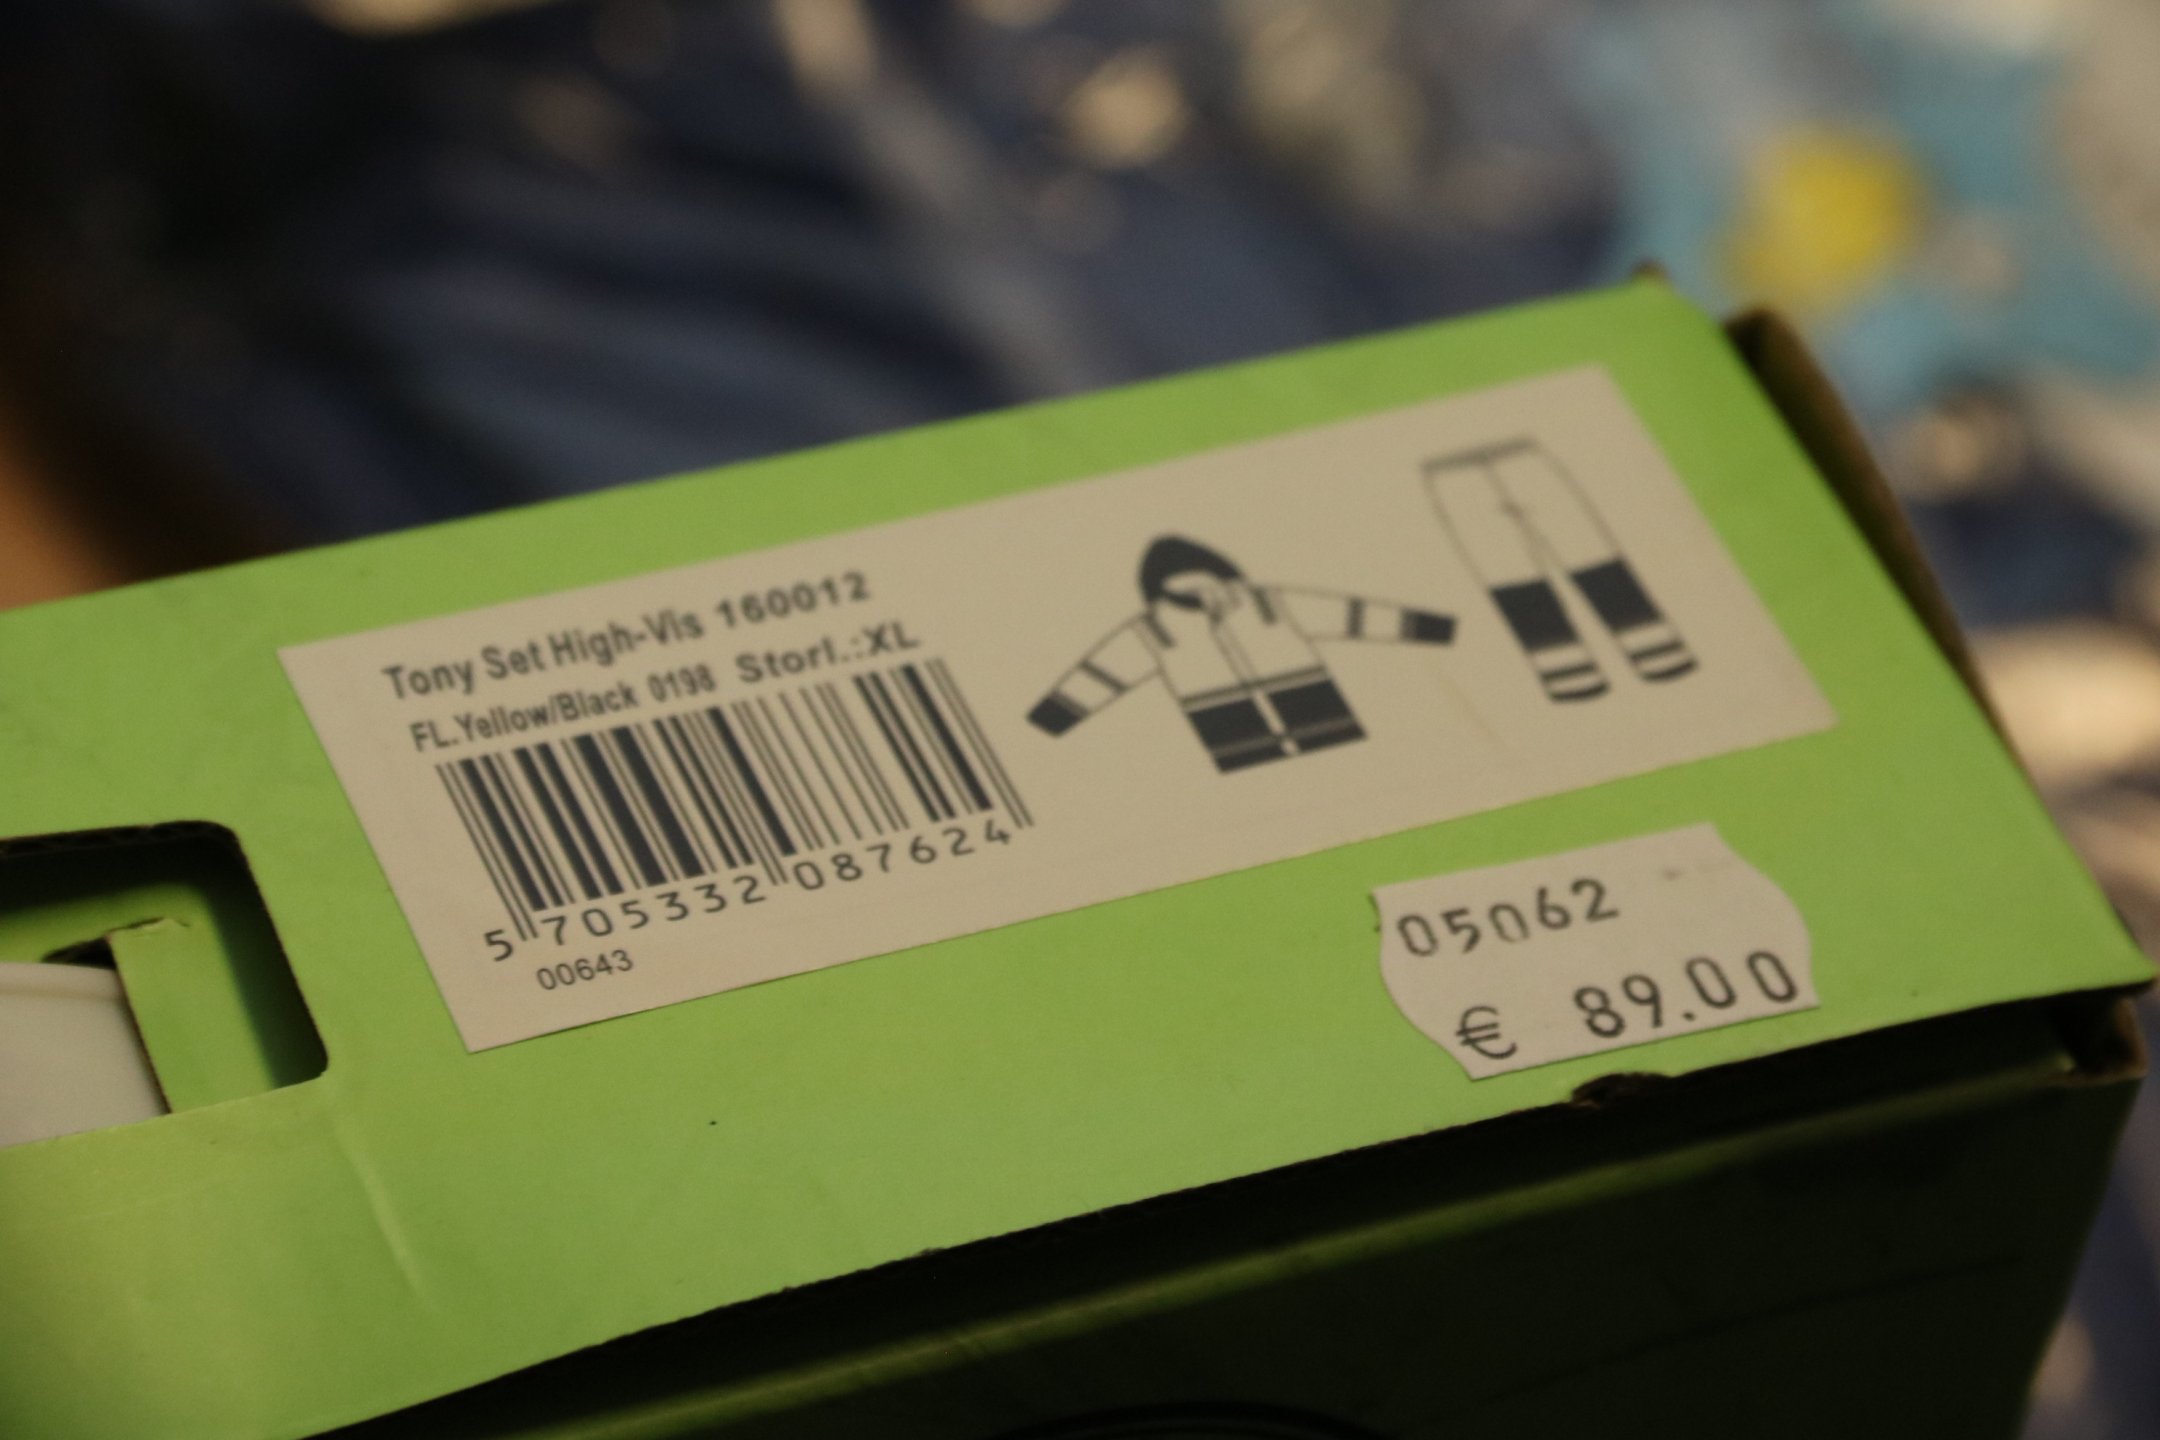 Tony Set High-Vis 160012
FL.Yellow/Black 0198 Storl.:XL
5 705332 087624
00643
05062
€ 89.00